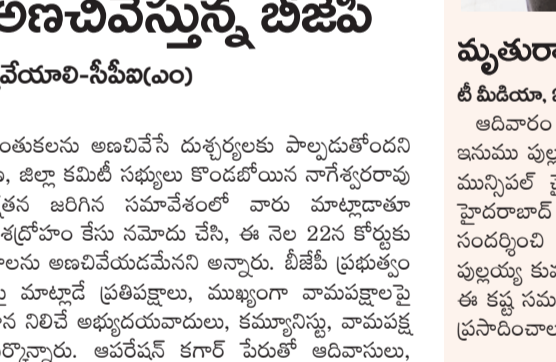 అణచివేస్తున్న బీజేపీ
వేయాలి-సీపీఐ(ఎం)
ంతుకలను అణచివేసే దుశ్చర్యలకు పాల్పడుతోందని
, జిల్లా కమిటీ సభ్యులు కొండబోయిన నాగేశ్వరరావు
తన జరిగిన సమావేశంలో వారు మాట్లాడాతూ
శద్రోహం కేసు నమోదు చేసి, ఈ నెల 22న కోర్టుకు
లను అణచివేయడమేనని అన్నారు. బీజేపీ ప్రభుత్వం
మాట్లాడే ప్రతిపక్షాలు, ముఖ్యంగా వామపక్షాలపై
న నిలిచే అభ్యుదయవాదులు, కమ్యూనిస్టు, వామపక్ష
ర్కొన్నారు. ఆపరేషన్ కగార్ పేరుతో ఆదివాసులు,
మృతురా
టీ మీడియా,
ఆదివారం
ఇనుము పుల్ల
మున్సిపల్
హైదరాబాద్
సందర్శించి
పుల్లయ్య కు
ఈ కష్ట సమ
ప్రసాదించాల